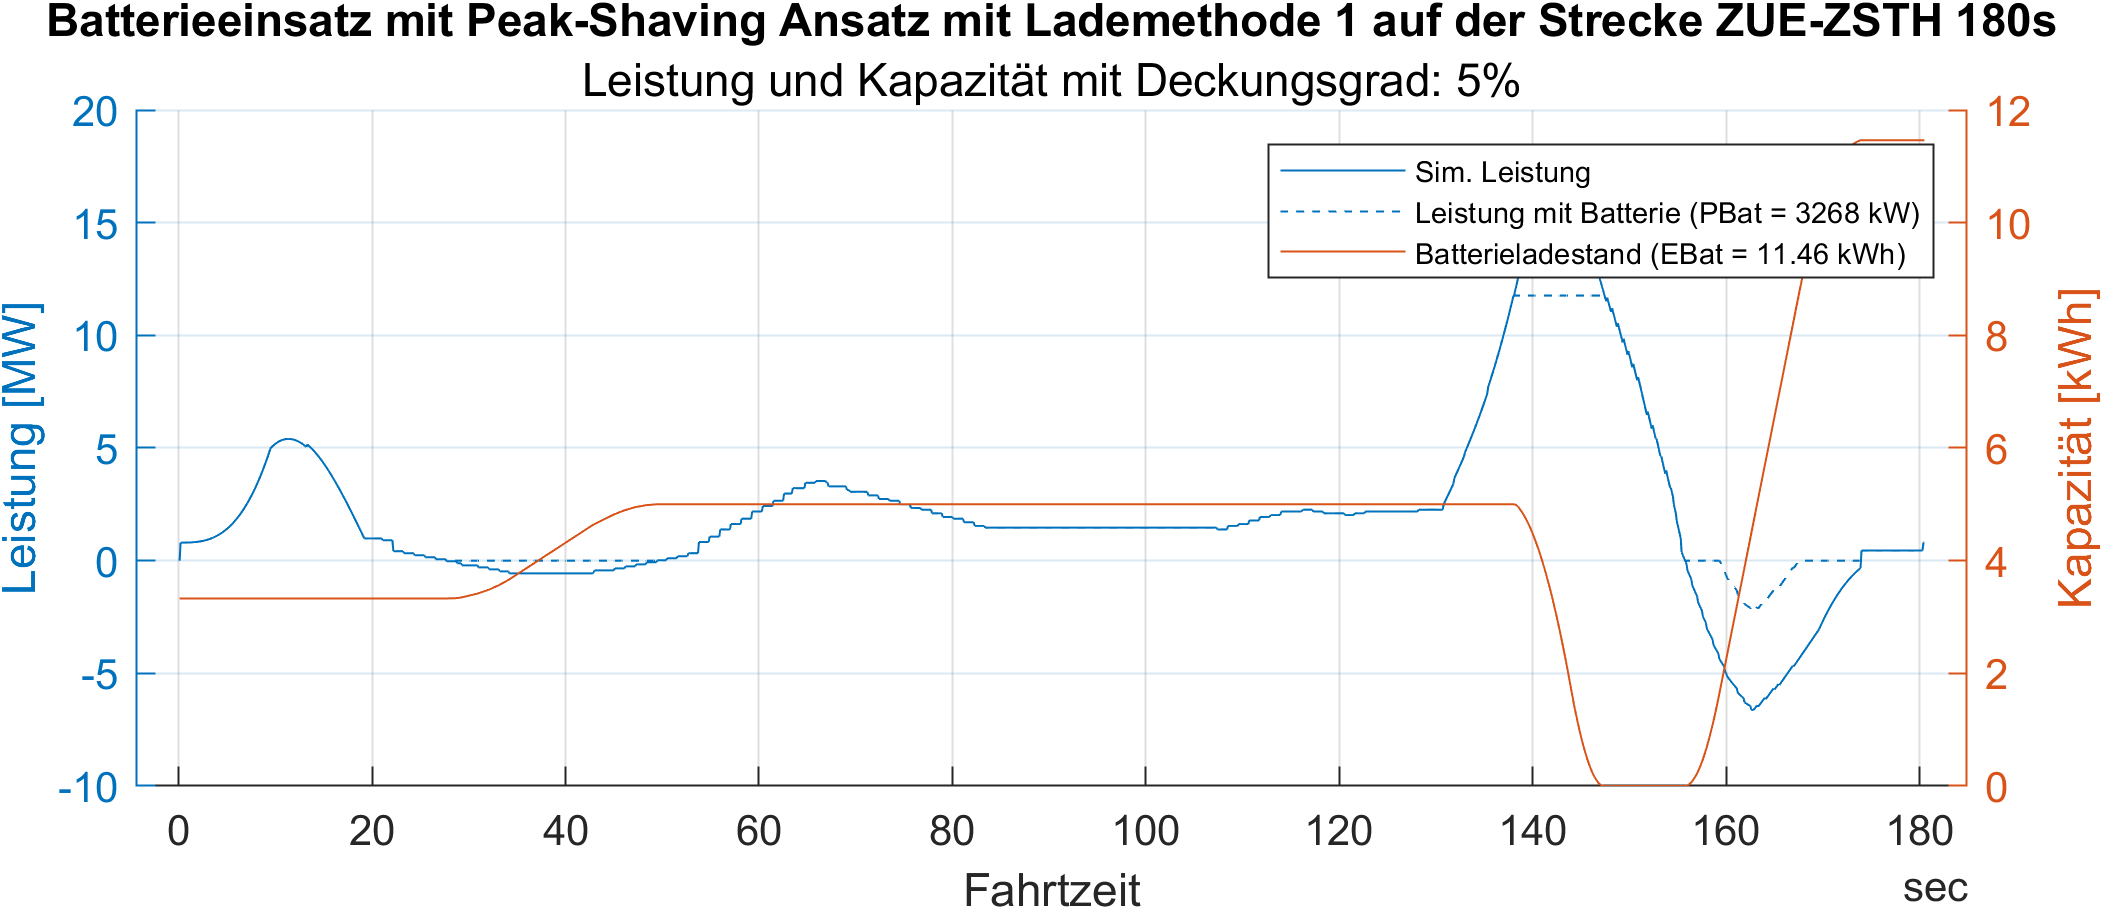 Batterieeinsatz mit Peak-Shaving Ansatz mit Lademethode 1 auf der Strecke ZUE-ZSTH 180s
Leistung und Kapazität mit Deckungsgrad: 5%
Leistung [MW]
20
15
10
5
0
-5
-10
Sim. Leistung
Leistung mit Batterie (PBat = 3268 kW)
Batterieladestand (EBat = 11.46 kWh)
12
10
8
6
4
2
0
Kapazität [kWh]
0 20 40 60 80 100 120 140 160 180
Fahrtzeit
sec